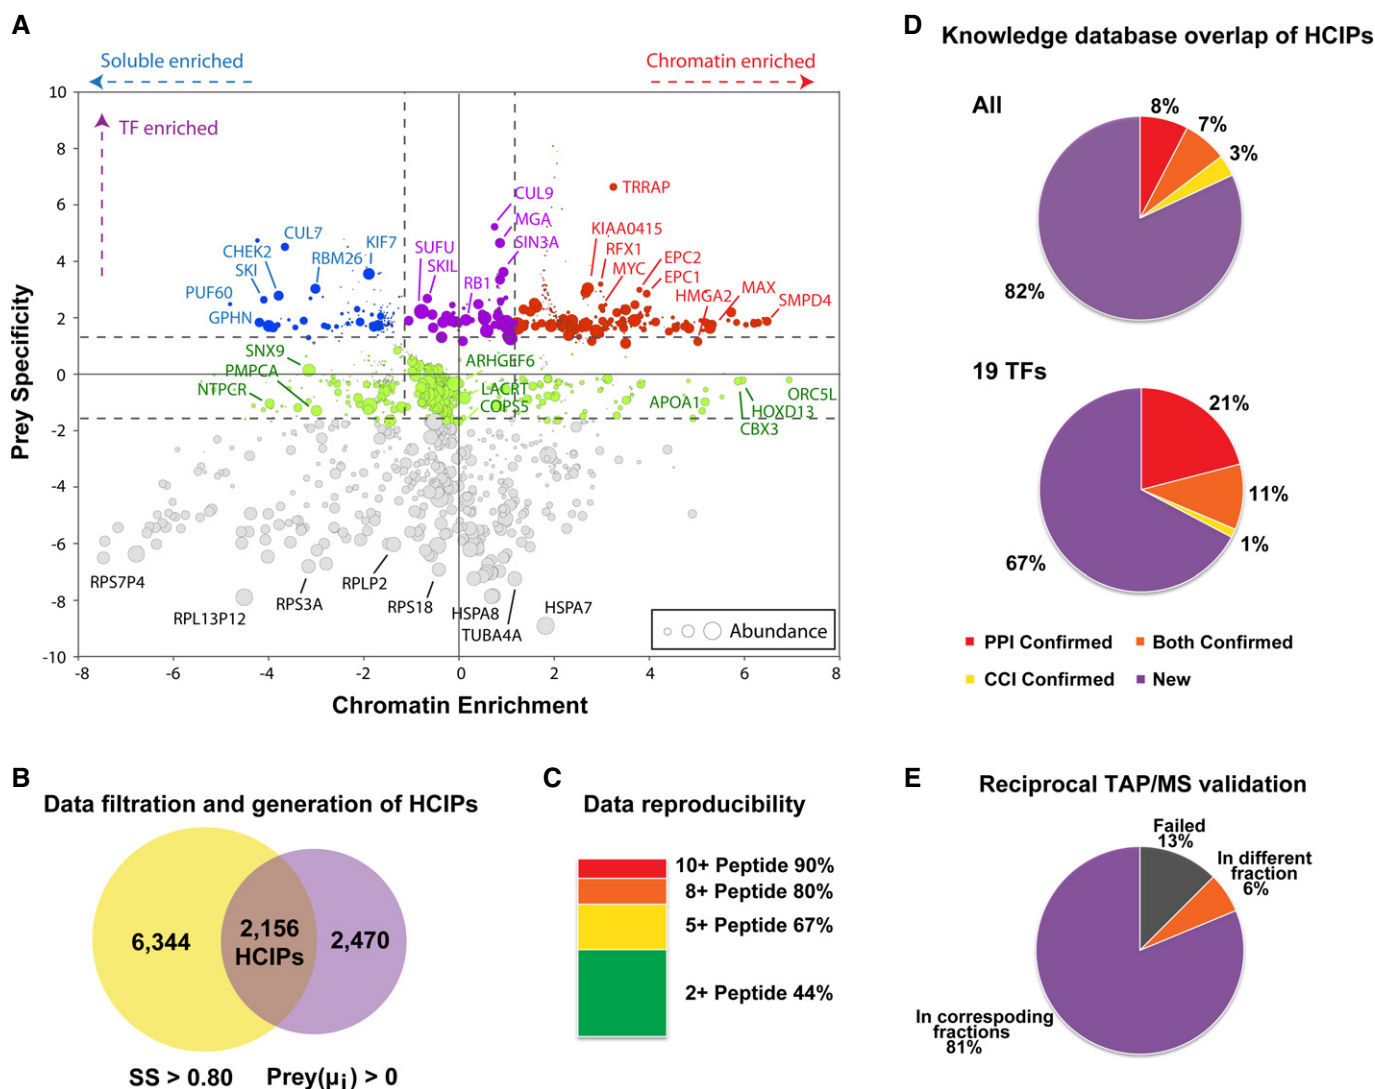 A
Soluble enriched
Chromatin enriched
TF enriched
10
8
6
4
2
0
-2
-4
-6
-8
-10
Prey Specificity
CUL7
CHEK2
SKI
RBM26
KIF7
PUF60
GPHN
SUFU
SKIL
RB1
CUL9
MGA
SIN3A
TRRAP
KIAA0415
RFX1
MYC
EPC2
EPC1
HMGA2
MAX
SMPD4
SNX9
PMPCA
NTPCR
ARHGEF6
LACRT
COPS5
APOA1
ORC5L
HOXD13
CBX3
RPS7P4
RPL13P12
RPS3A
RPLP2
RPS18
HSPA8
TUBA4A
HSPA7
Abundance
-8
-6
-4
-2
0
2
4
6
8
Chromatin Enrichment
B
Data filtration and generation of HCIPs
6,344
2,156
HCIPs
2,470
SS > 0.80
Prey(μi) > 0
C
Data reproducibility
10+ Peptide 90%
8+ Peptide 80%
5+ Peptide 67%
2+ Peptide 44%
D
Knowledge database overlap of HCIPs
All
8%
7%
3%
82%
19 TFs
21%
11%
1%
67%
PPI Confirmed
Both Confirmed
CCI Confirmed
New
E
Reciprocal TAP/MS validation
Failed
13%
In different
fraction
6%
In correspoding
fractions
81%